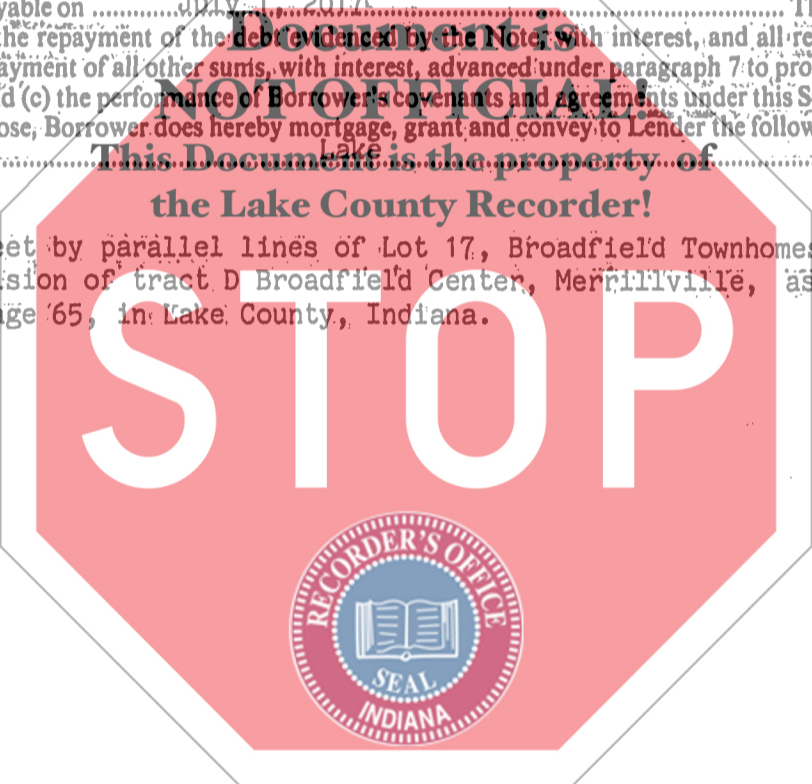 yable on
Document is
the repayment of the debt evidenced by the Note, with interest, and all re
ayment of all other sums, with interest, advanced under paragraph 7 to pro
NOT OFFICIAL!
d (c) the performance of Borrower's covenants and agreements under this S
ose, Borrower does hereby mortgage, grant and convey to Lender the follow
Lake
This Document is the property of
the Lake County Recorder!
eet by parallel lines of Lot 17, Broadfield Townhomes
sion of tract D Broadfield Center, Merrillville, as
ge 65, in Lake County, Indiana.
STOP
RECORDER'S OFFICE
SEAL
INDIANA